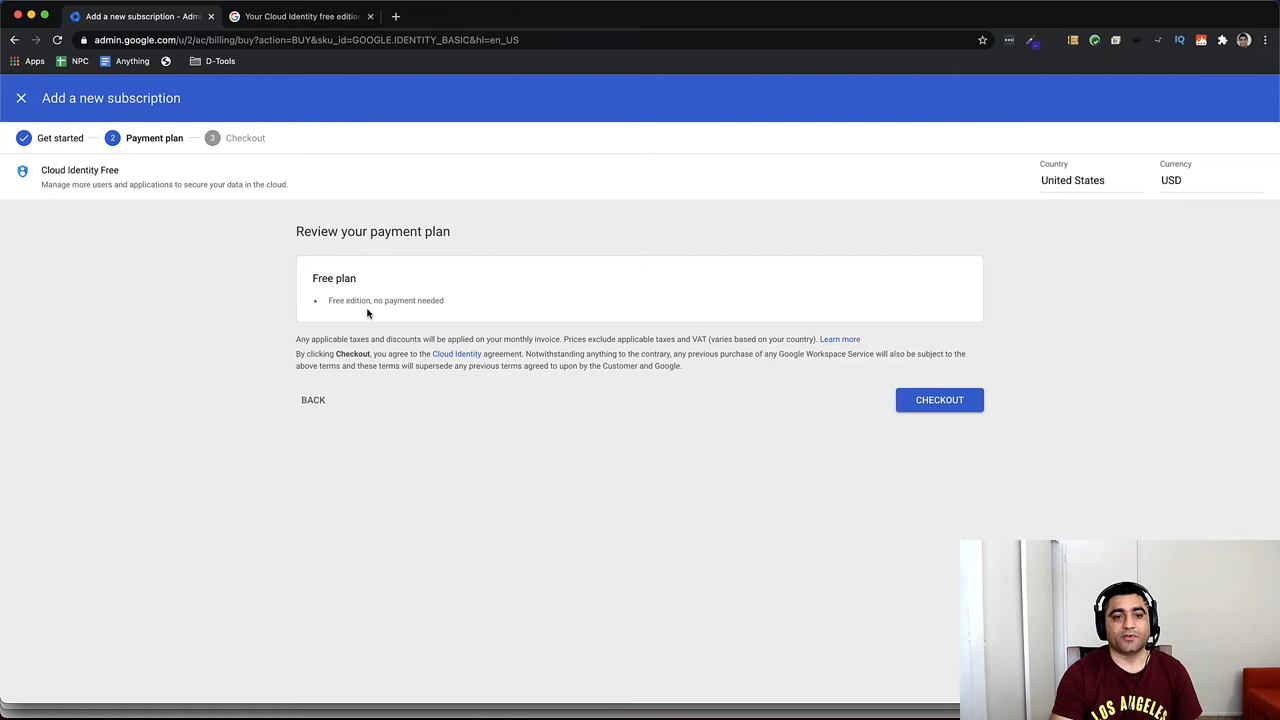 Add a new subscription - Admi
Your Cloud Identity free edition
admin.google.com/u/2/ac/billing/buy?action=BUY&sku_id=GOOGLE.IDENTITY_BASIC&hl=en_US
Apps
NPC
Anything
D-Tools
IQ
Add a new subscription
Get started
2
Payment plan
3
Checkout
Cloud Identity Free
Manage more users and applications to secure your data in the cloud.
Country
United States
Currency
USD
Review your payment plan
Free plan
• Free edition, no payment needed
Any applicable taxes and discounts will be applied on your monthly invoice. Prices exclude applicable taxes and VAT (varies based on your country). Learn more
By clicking Checkout, you agree to the Cloud Identity agreement. Notwithstanding anything to the contrary, any previous purchase of any Google Workspace Service will also be subject to the
above terms and these terms will supersede any previous terms agreed to upon by the Customer and Google.
BACK
CHECKOUT
LOS ANGELES